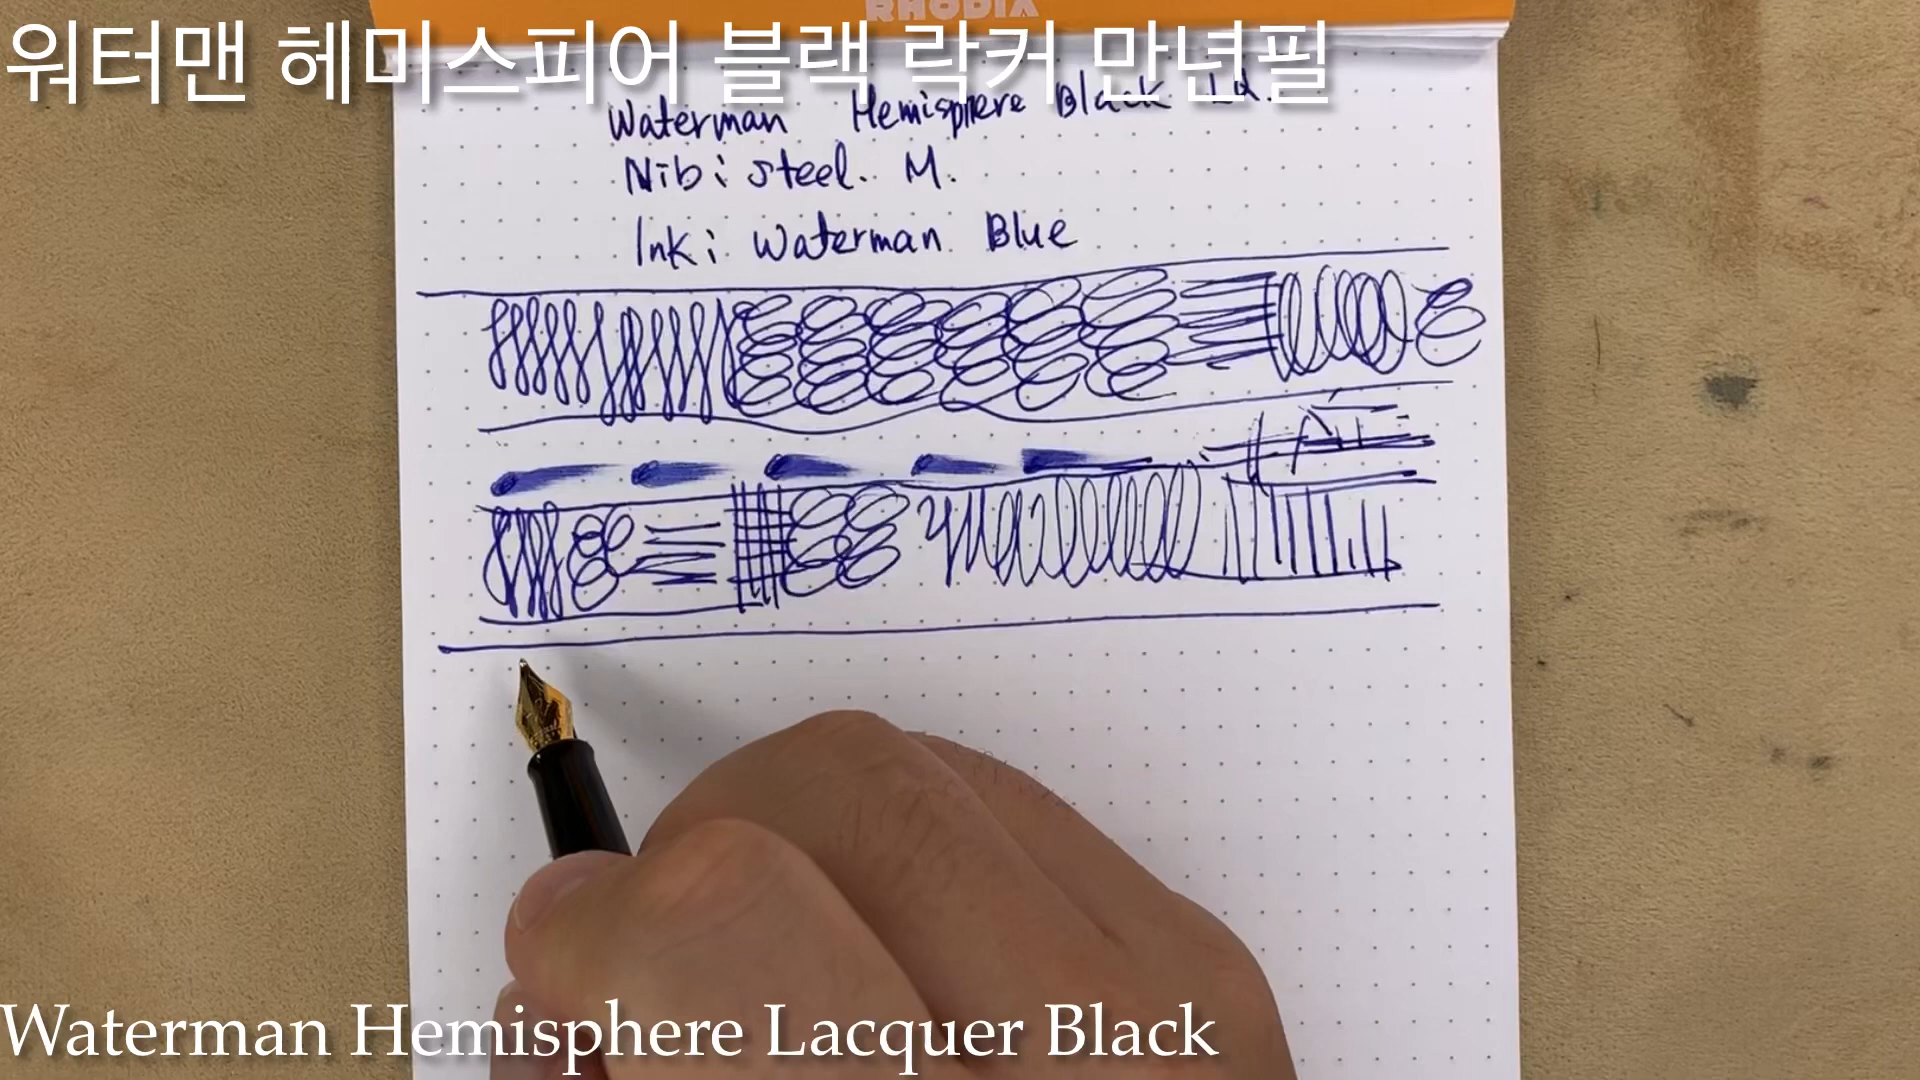 RHODIA
워터맨 헤미스피어 블랙 락커 만년필
Waterman Hemisphere Black La.
Nib: steel. M.
Ink: Waterman Blue
Waterman Hemisphere Lacquer Black